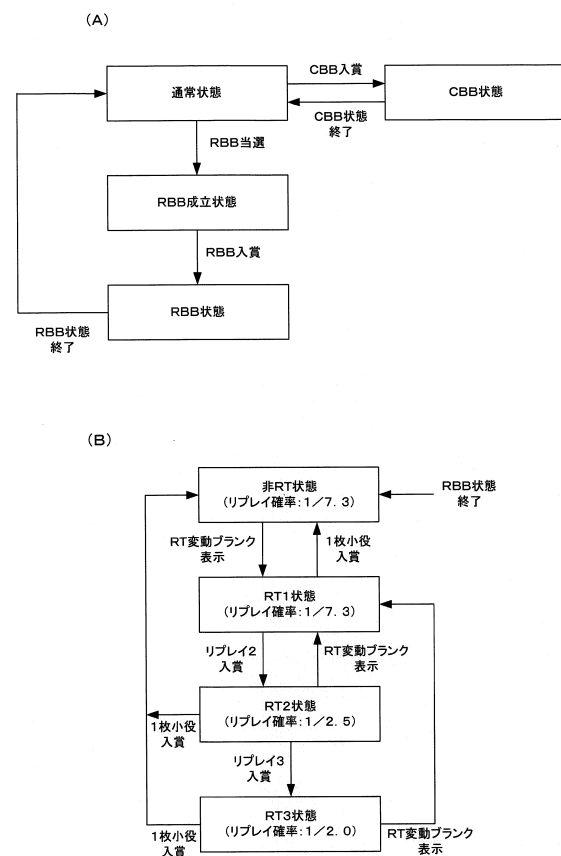 (A)
CBB入賞
通常状態
CBB状態
CBB状態
終了
RBB当選
RBB成立状態
RBB入賞
RBB状態
RBB状態
終了
(B)
非RT状態
(リプレイ確率:1/7.3)
RBB状態
終了
RT変動ブランク
表示
1枚小役
入賞
RT1状態
(リプレイ確率:1/7.3)
リプレイ2
入賞
RT変動ブランク
表示
RT2状態
(リプレイ確率:1/2.5)
1枚小役
入賞
リプレイ3
入賞
RT3状態
(リプレイ確率:1/2.0)
1枚小役
入賞
RT変動ブランク
表示